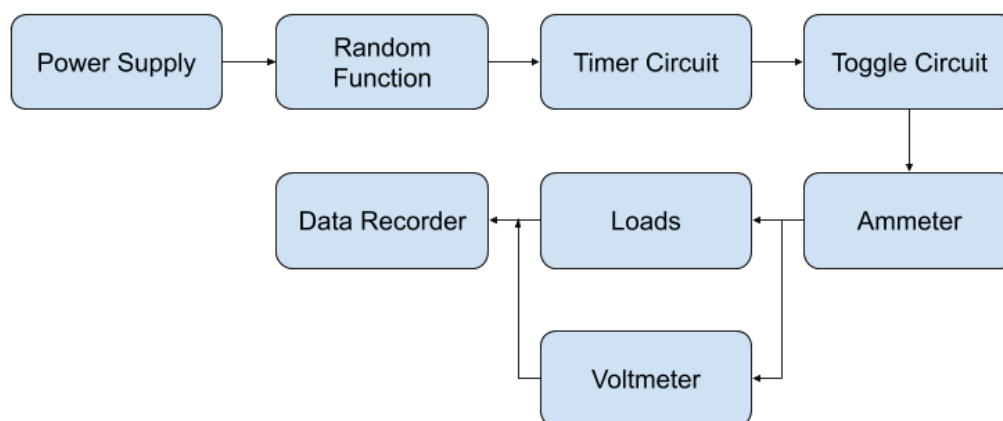 Power Supply
Random
Function
Timer Circuit
Toggle Circuit
Data Recorder
Loads
Ammeter
Voltmeter